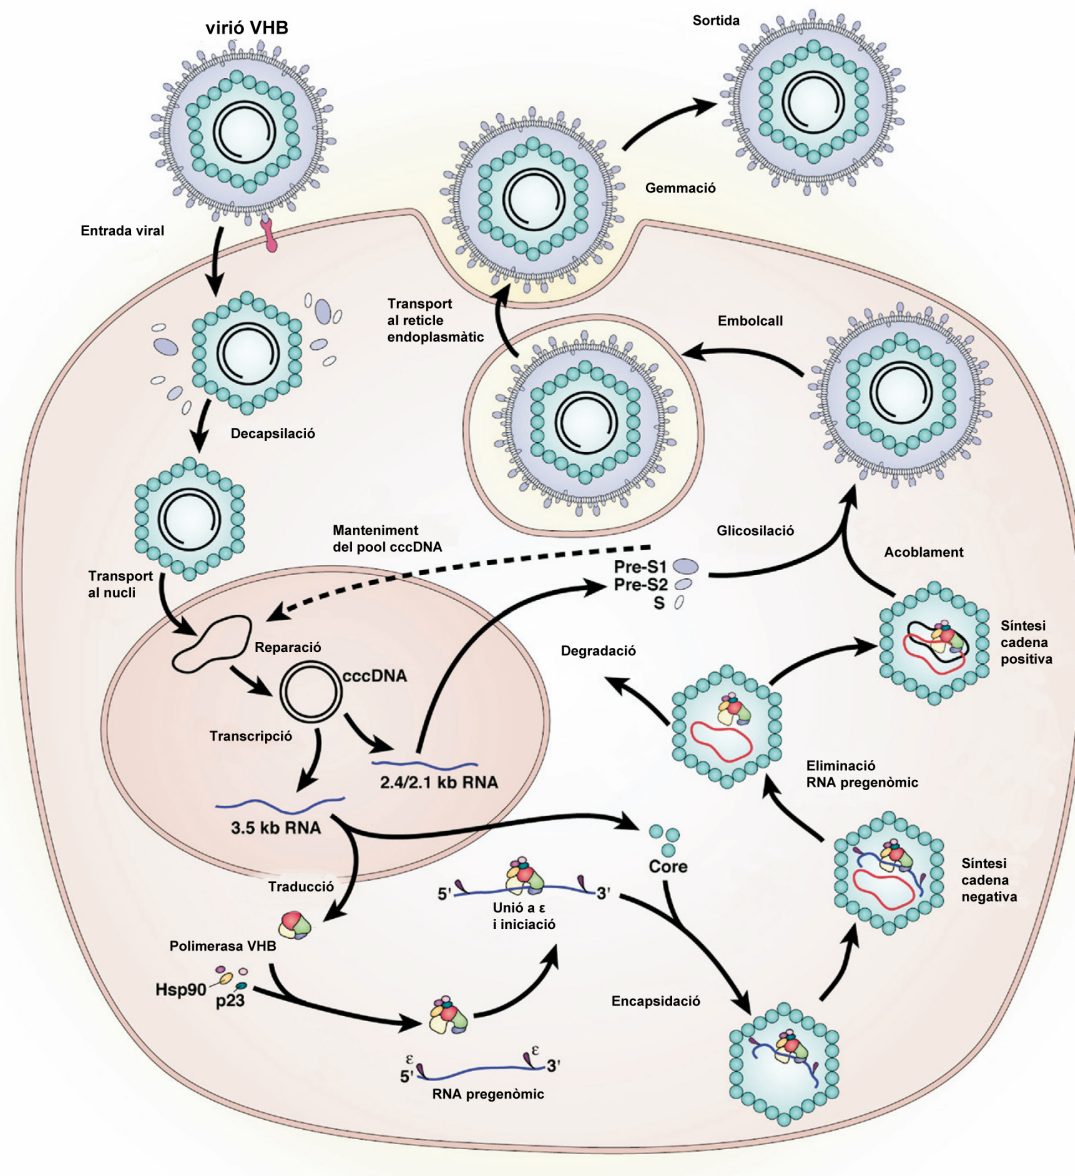 virió VHB
Sortida
Gemmació
Entrada viral
Transport
al reticle
endoplasmàtic
Embolcall
Decapsilació
Manteniment
del pool cccDNA
Glicosilació
Acoblament
Transport
al nucli
Pre-S1
Pre-S2
S
Síntesi
cadena
positiva
Reparació
Degradació
cccDNA
Transcripció
2.4/2.1 kb RNA
Eliminació
RNA pregenòmic
3.5 kb RNA
Core
Síntesi
cadena
negativa
Traducció
5' 3'
Unió a ε
i iniciació
Polimerasa VHB
Hsp90
p23
Encapsidació
ε ε
5' 3'
RNA pregenòmic